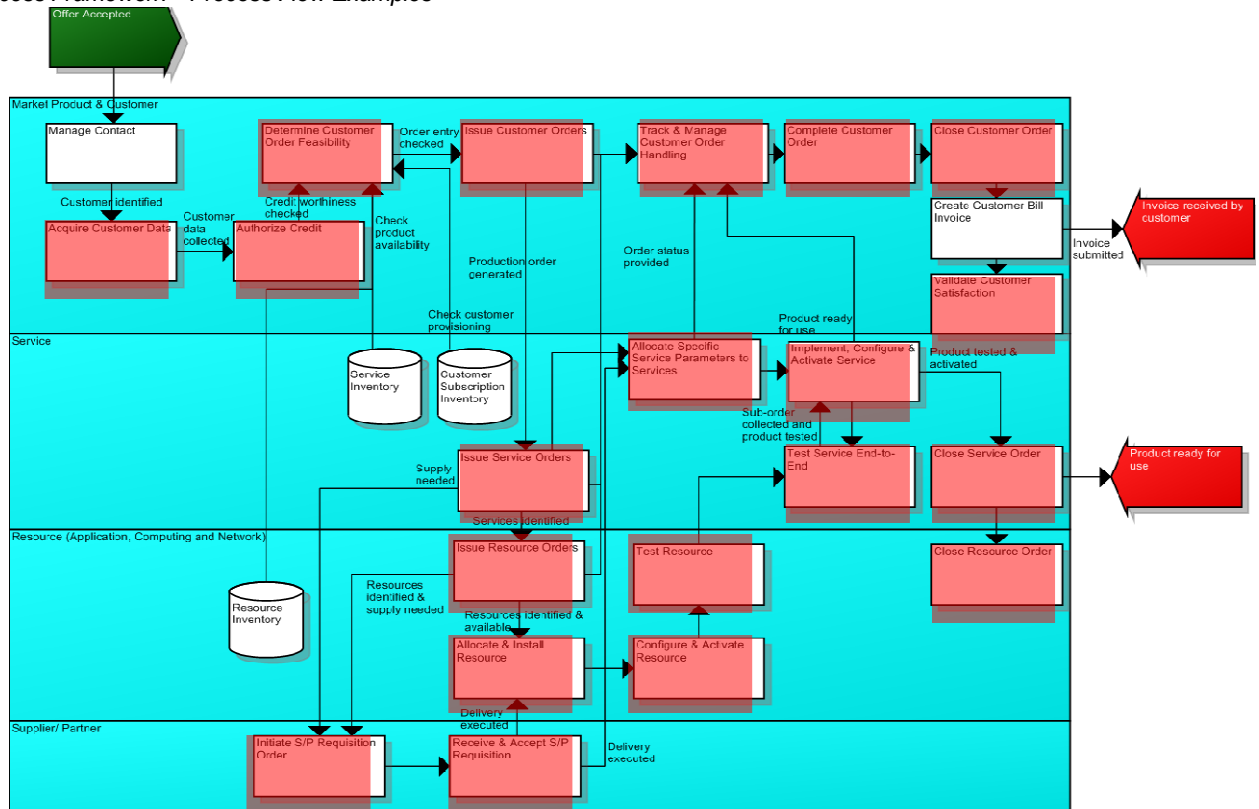 Process Flow Examples
Offer Accepted
Market Product & Customer
Manage Contact
Determine Customer
Order Feasibility
Order entry
checked
Issue Customer Orders
Track & Manage
Customer Order
Handling
Complete Customer
Order
Close Customer Order
Customer identified
Credit worthiness
checked
Create Customer Bill
Invoice
Invoice received by
customer
Acquire Customer Data
Customer
data
collected
Authorize Credit
Check
product
availability
Production order
generated
Order status
provided
Invoice
submitted
Validate Customer
Satisfaction
Check customer
provisioning
Product ready
for use
Service
Service
Inventory
Customer
Subscription
Inventory
Allocate Specific
Service Parameters to
Services
Implement, Configure &
Activate Service
Product tested &
activated
Sub-order
collected and
product tested
Supply
needed
Issue Service Orders
Test Service End-to-
End
Close Service Order
Product ready for
use
Services identified
Resource (Application, Computing and Network)
Issue Resource Orders
Test Resource
Close Resource Order
Resource
Inventory
Resources
identified &
supply needed
Resources identified &
available
Allocate & Install
Resource
Configure & Activate
Resource
Delivery
executed
Supplier/ Partner
Initiate S/P Requisition
Order
Receive & Accept S/P
Requisition
Delivery
executed